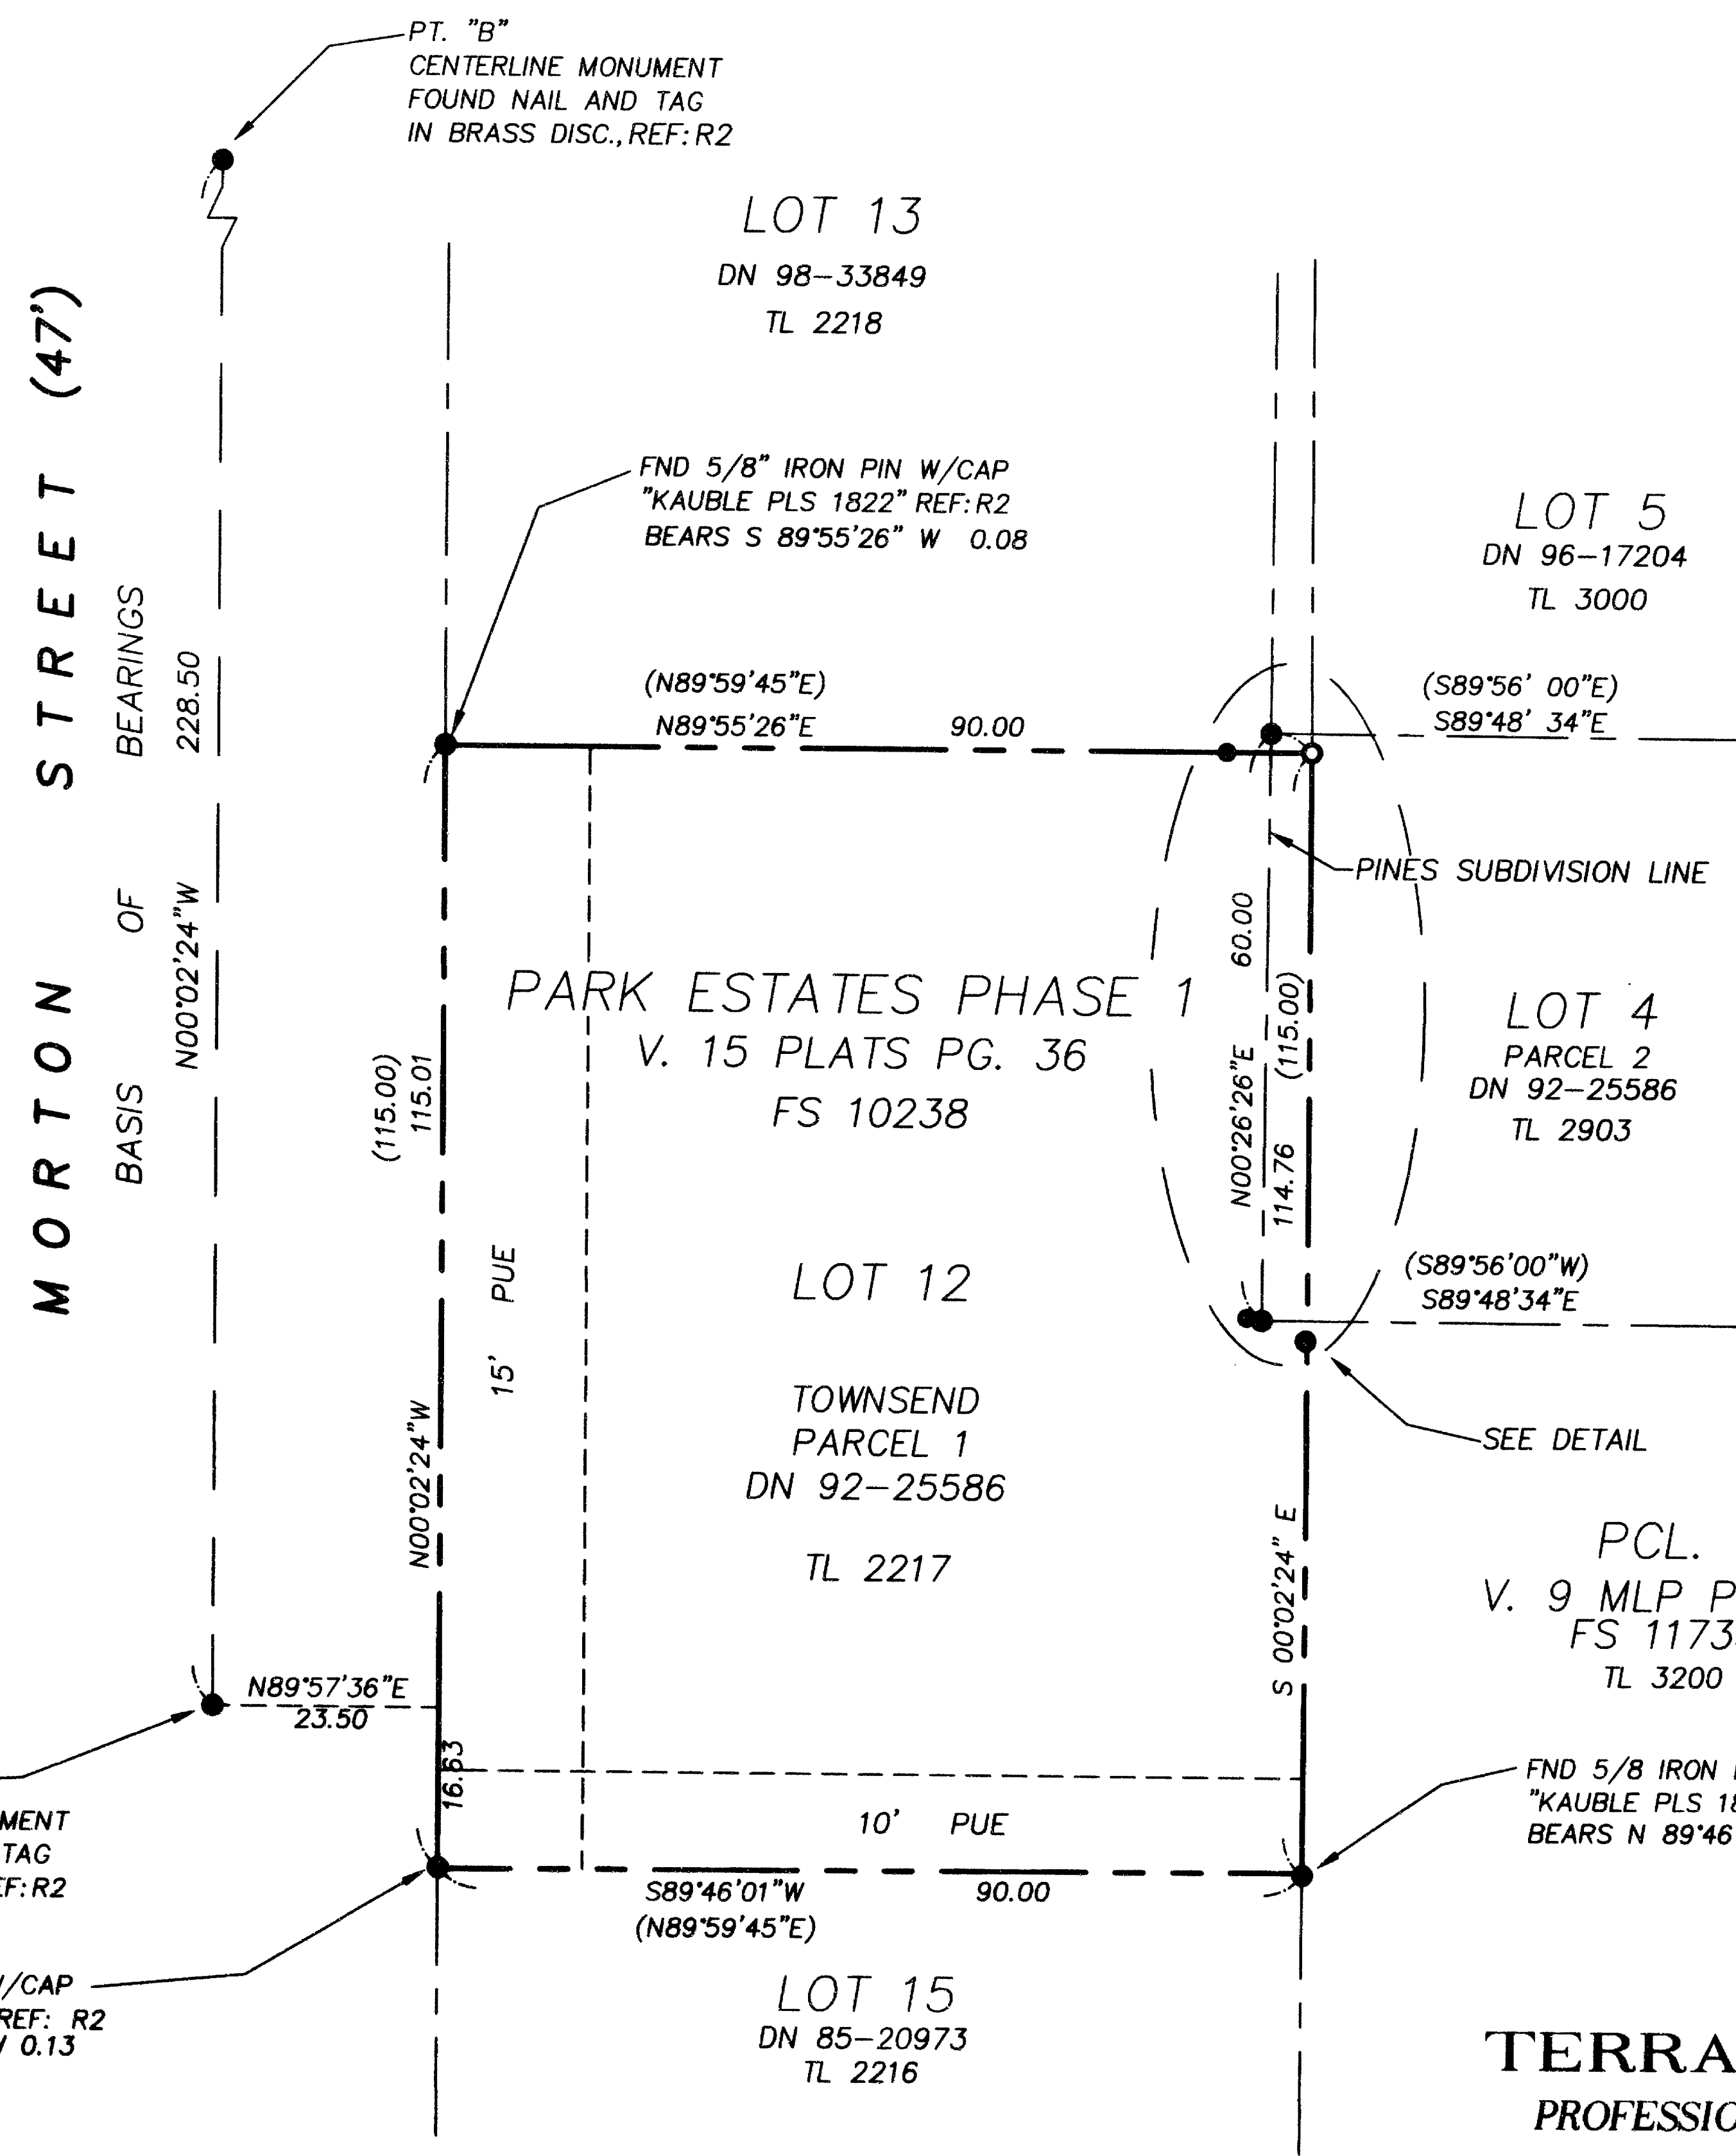 PT. "B"
CENTERLINE MONUMENT
FOUND NAIL AND TAG
IN BRASS DISC., REF: R2
LOT 13
DN 98-33849
TL 2218
MORTON STREET (47')
BASIS OF BEARINGS
N00°02'24"W 228.50
FND 5/8" IRON PIN W/CAP
"KAUBLE PLS 1822" REF: R2
BEARS S 89°55'26" W 0.08
LOT 5
DN 96-17204
TL 3000
(N89°59'45"E)
N89°55'26"E 90.00
(S89°56' 00"E)
S89°48' 34"E
PINES SUBDIVISION LINE
N00°26'26"E 60.00
114.76 (115.00)
PARK ESTATES PHASE 1
V. 15 PLATS PG. 36
FS 10238
LOT 4
PARCEL 2
DN 92-25586
TL 2903
(115.00)
115.01
N00°02'24"W
15' PUE
LOT 12
TOWNSEND
PARCEL 1
DN 92-25586
TL 2217
(S89°56'00"W)
S89°48'34"E
SEE DETAIL
S 00°02'24" E
PCL.
V. 9 MLP P
FS 1173
TL 3200
N89°57'36"E
23.50
16.63
10' PUE
FND 5/8 IRON
"KAUBLE PLS 18
BEARS N 89°46
MENT
TAG
EF: R2
S89°46'01"W 90.00
(N89°59'45"E)
/CAP
REF: R2
0.13
LOT 15
DN 85-20973
TL 2216
TERRA
PROFESSIO